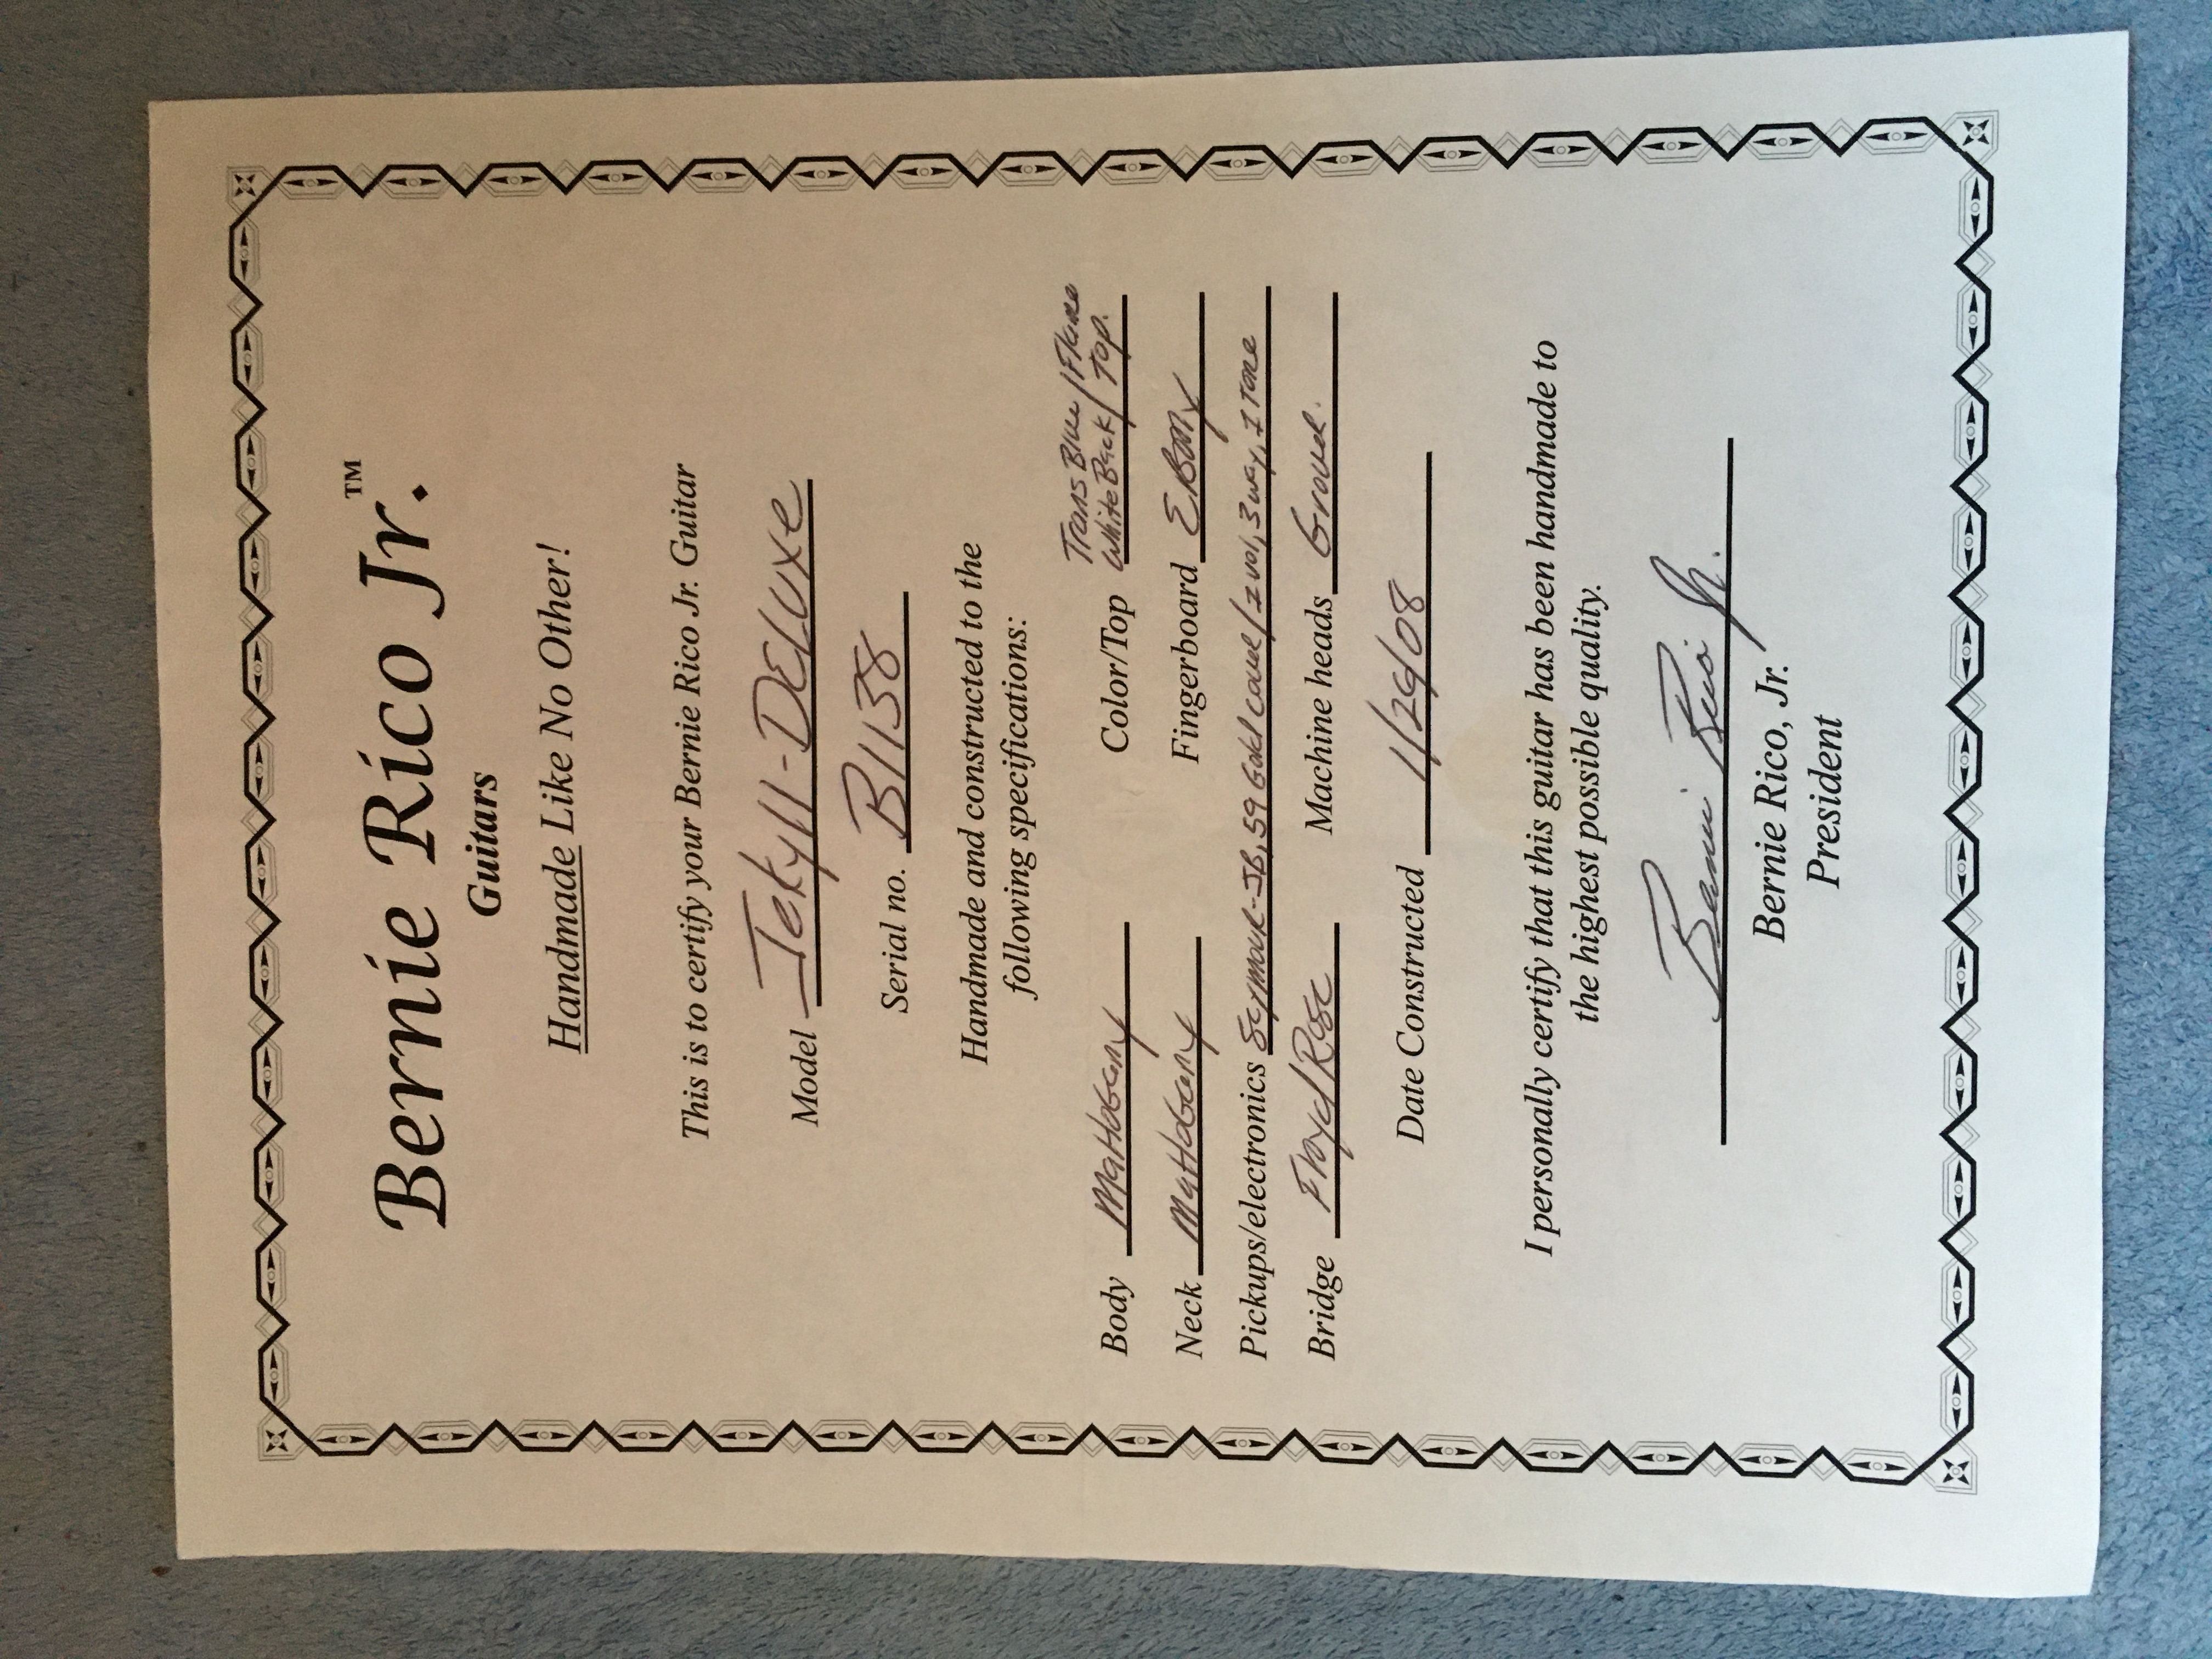 Bernie Rico Jr.™
Guitars
Handmade Like No Other!
This is to certify your Bernie Rico Jr. Guitar
Model Jekyll-DELUXe
Serial no. B1138
Handmade and constructed to the
following specifications:
Body MaHoGany Color/Top Trans Blue / Flame
White Back / Top.
Neck MaHoGany Fingerboard EBony
Pickups/electronics Seymour-JB, 59 Gold cover / 2 vol, 3 way, 1 Tone
Bridge Floyd Rose Machine heads Grover.
Date Constructed 1/29/08
I personally certify that this guitar has been handmade to
the highest possible quality.
Bernie Rico Jr.
Bernie Rico, Jr.
President